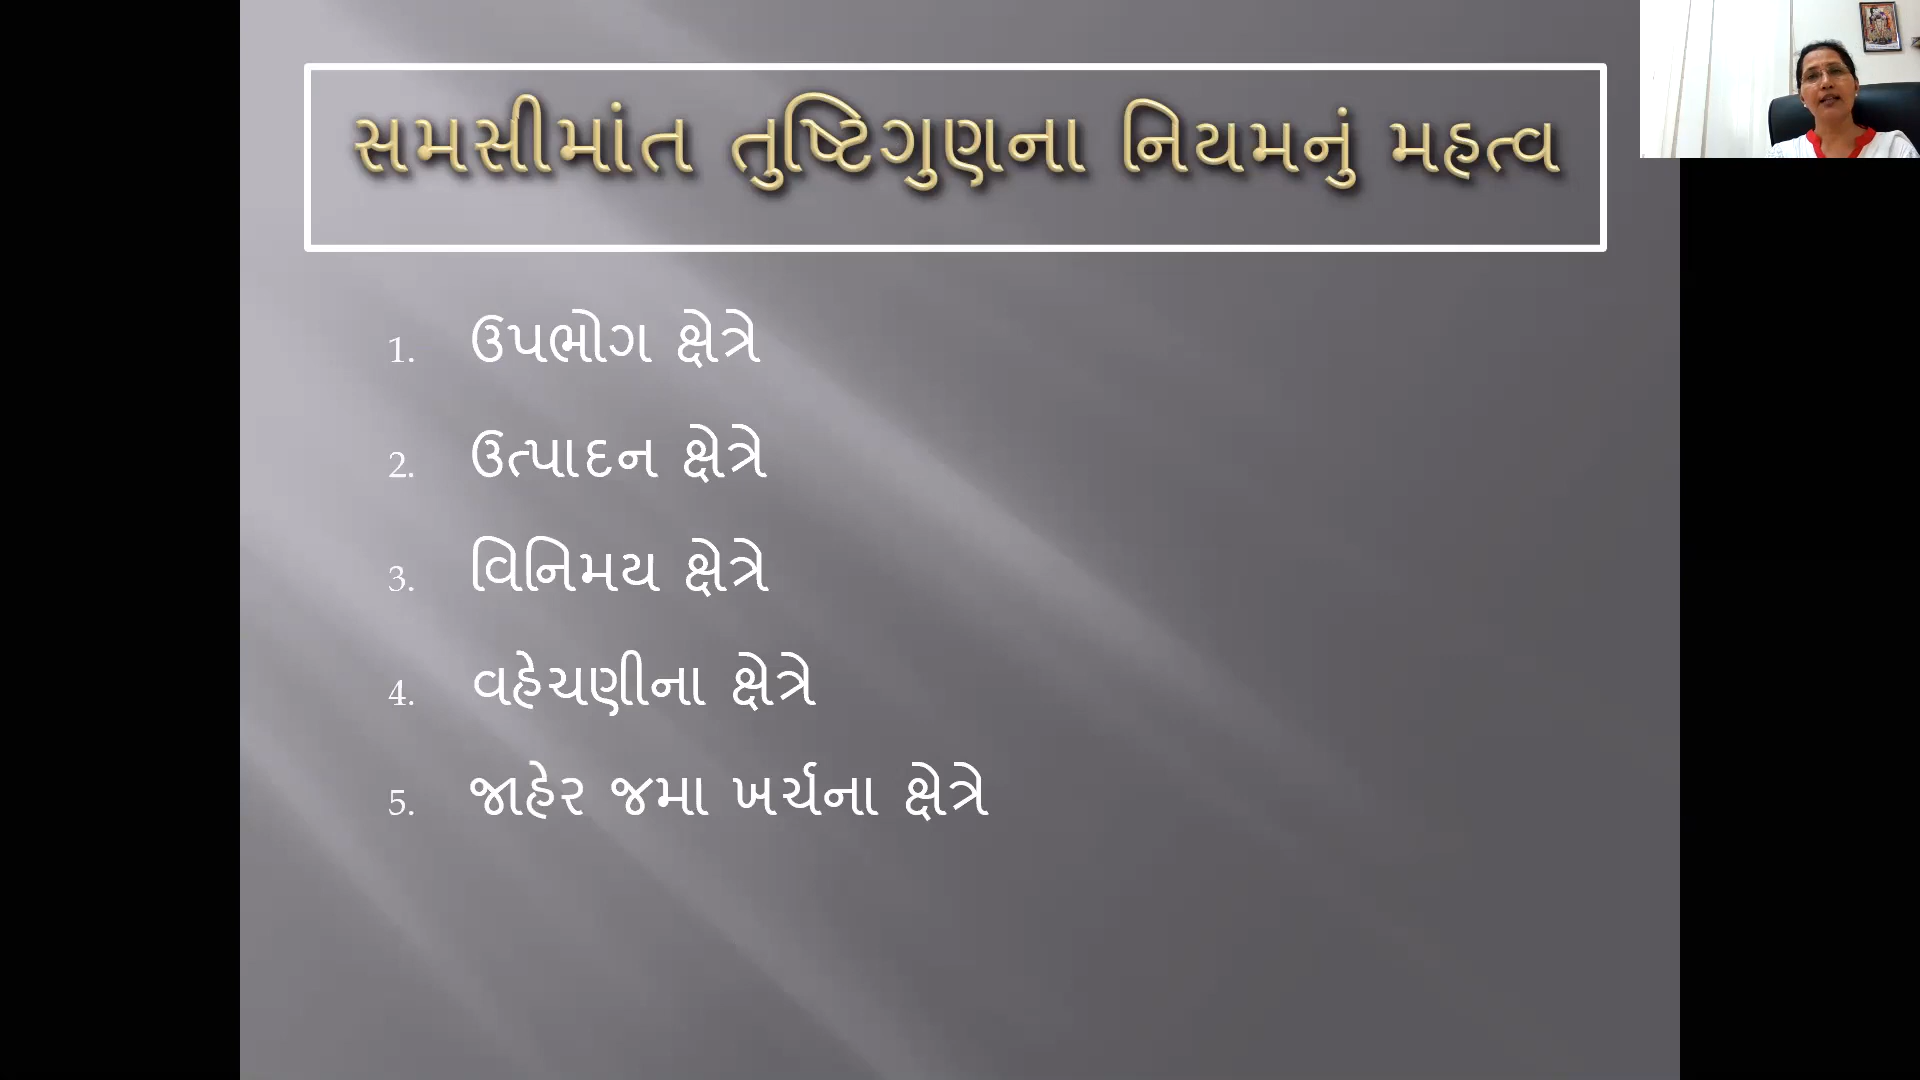 સમસીમાંત તુષ્ટિગુણના નિયમનું મહત્વ
1. ઉપભોગ ક્ષેત્રે
2. ઉત્પાદન ક્ષેત્રે
3. વિનિમય ક્ષેત્રે
4. વહેચણીના ક્ષેત્રે
5. જાહેર જમા ખર્ચના ક્ષેત્રે